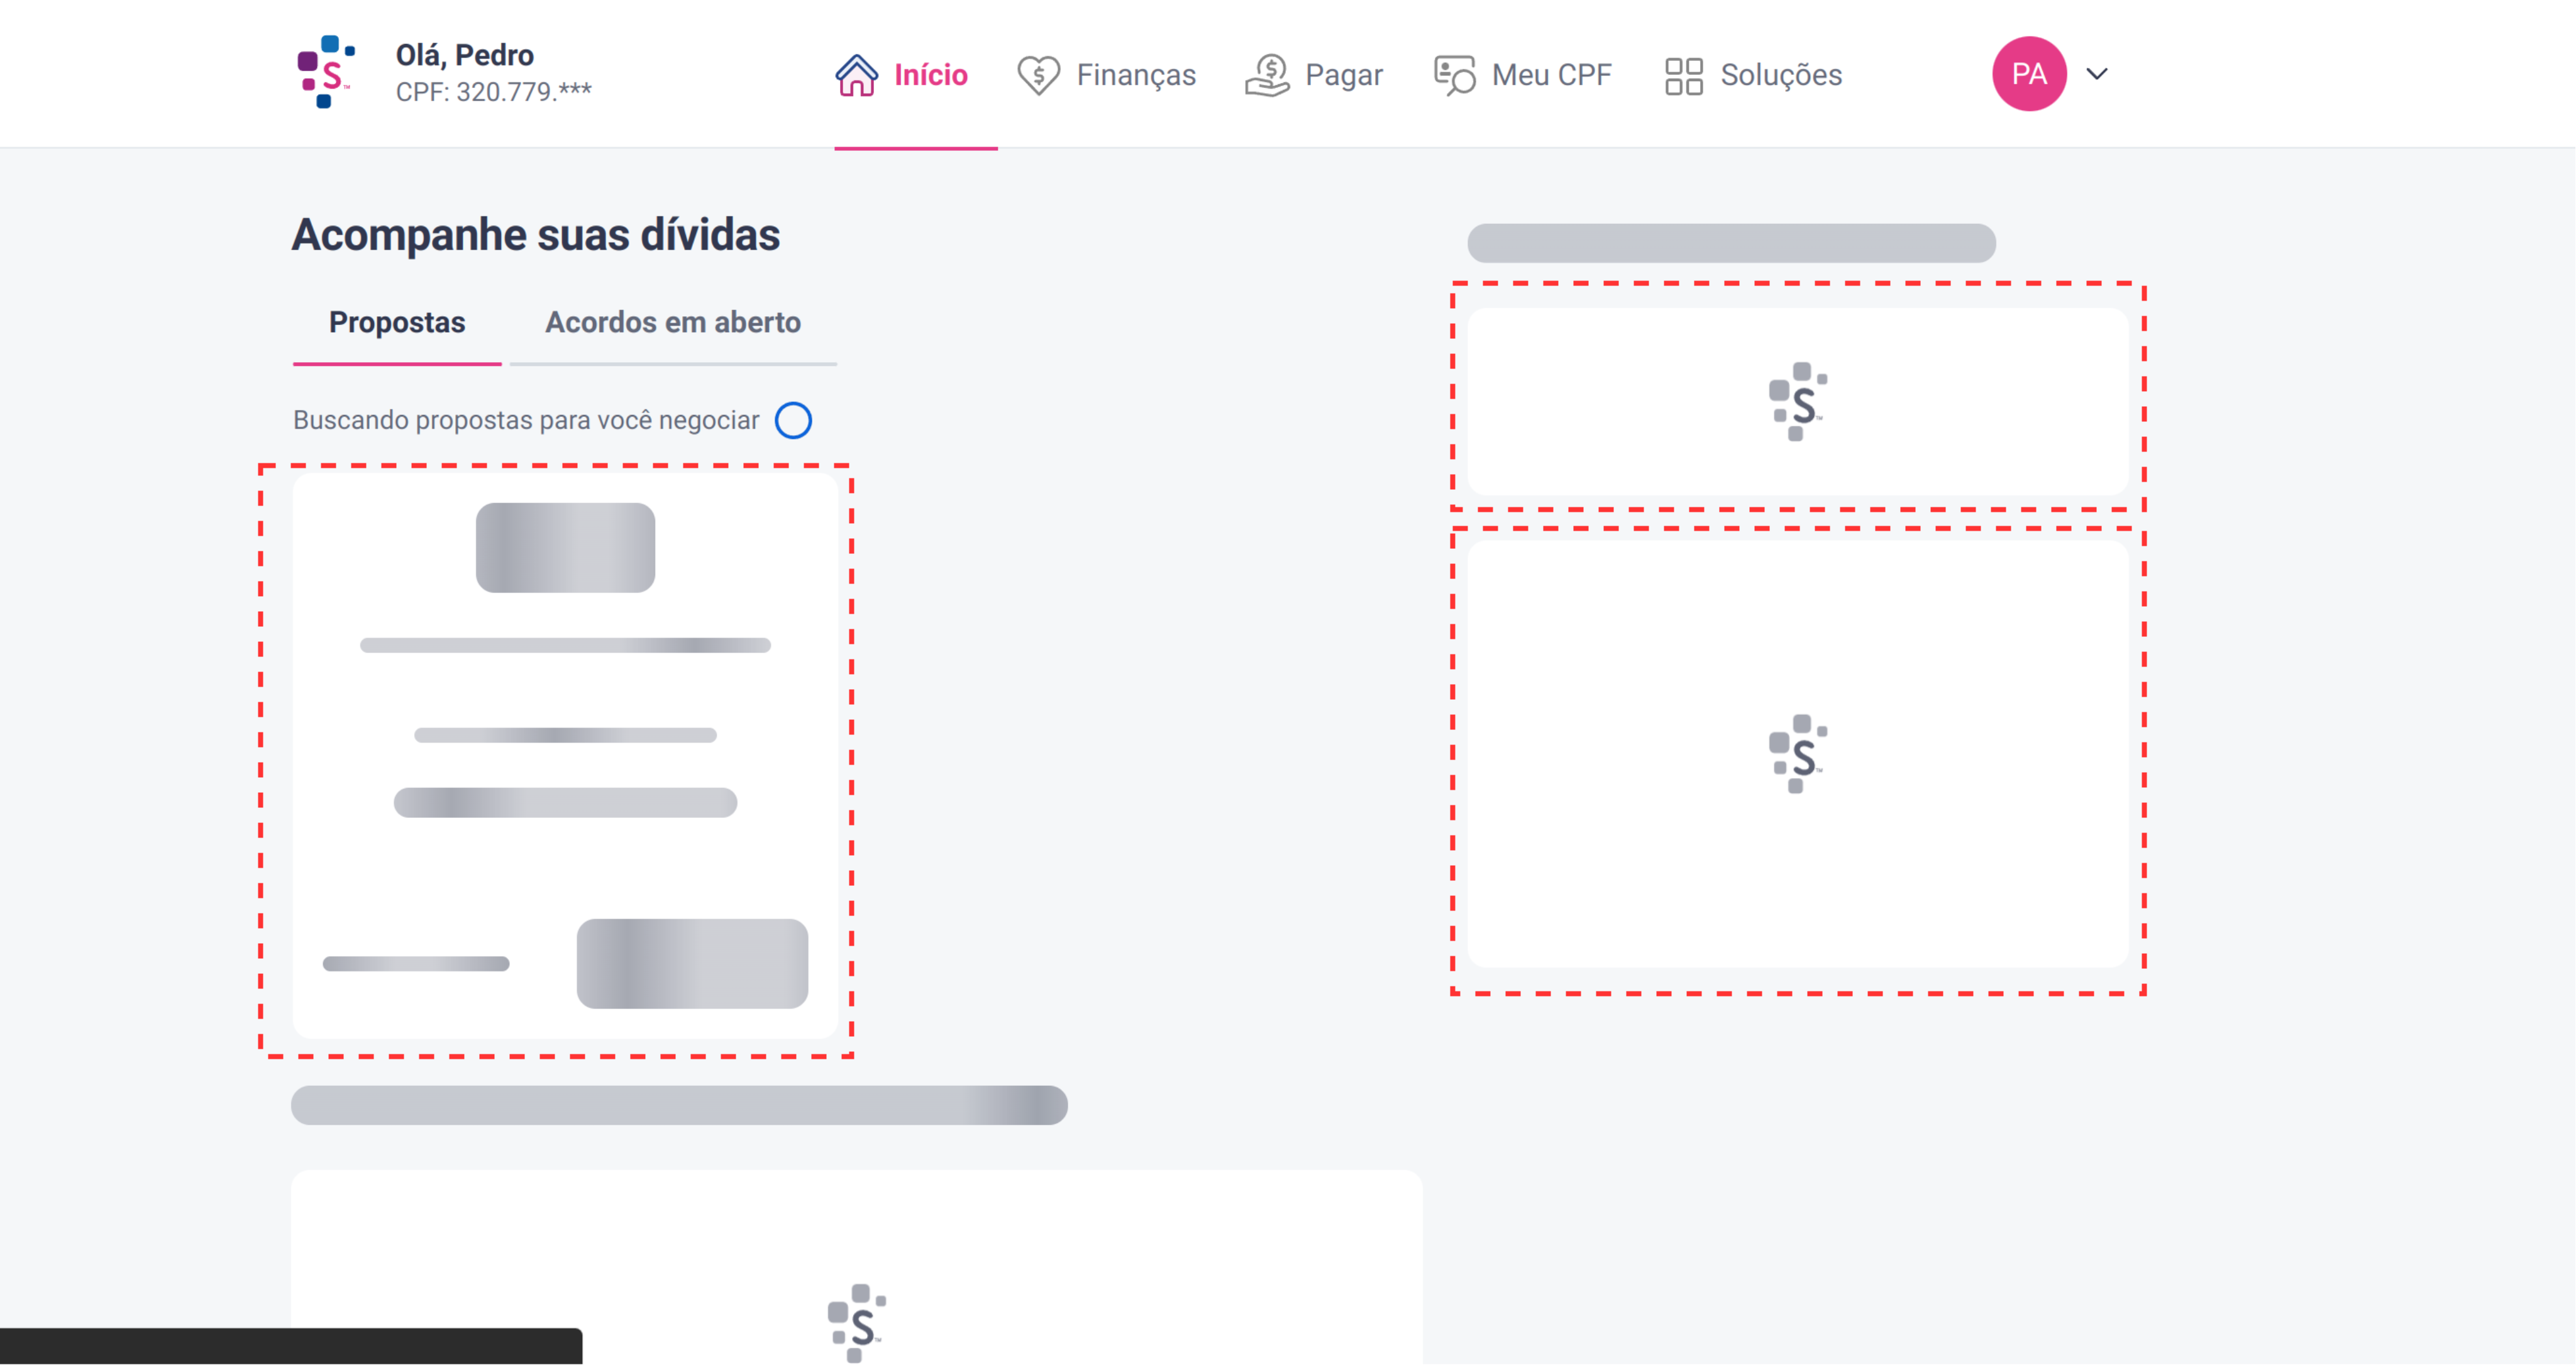 Olá, Pedro
CPF: 320.779.***
Início
Finanças
Pagar
Meu CPF
Soluções
PA
Acompanhe suas dívidas
Propostas
Acordos em aberto
Buscando propostas para você negociar
S
S
S
S